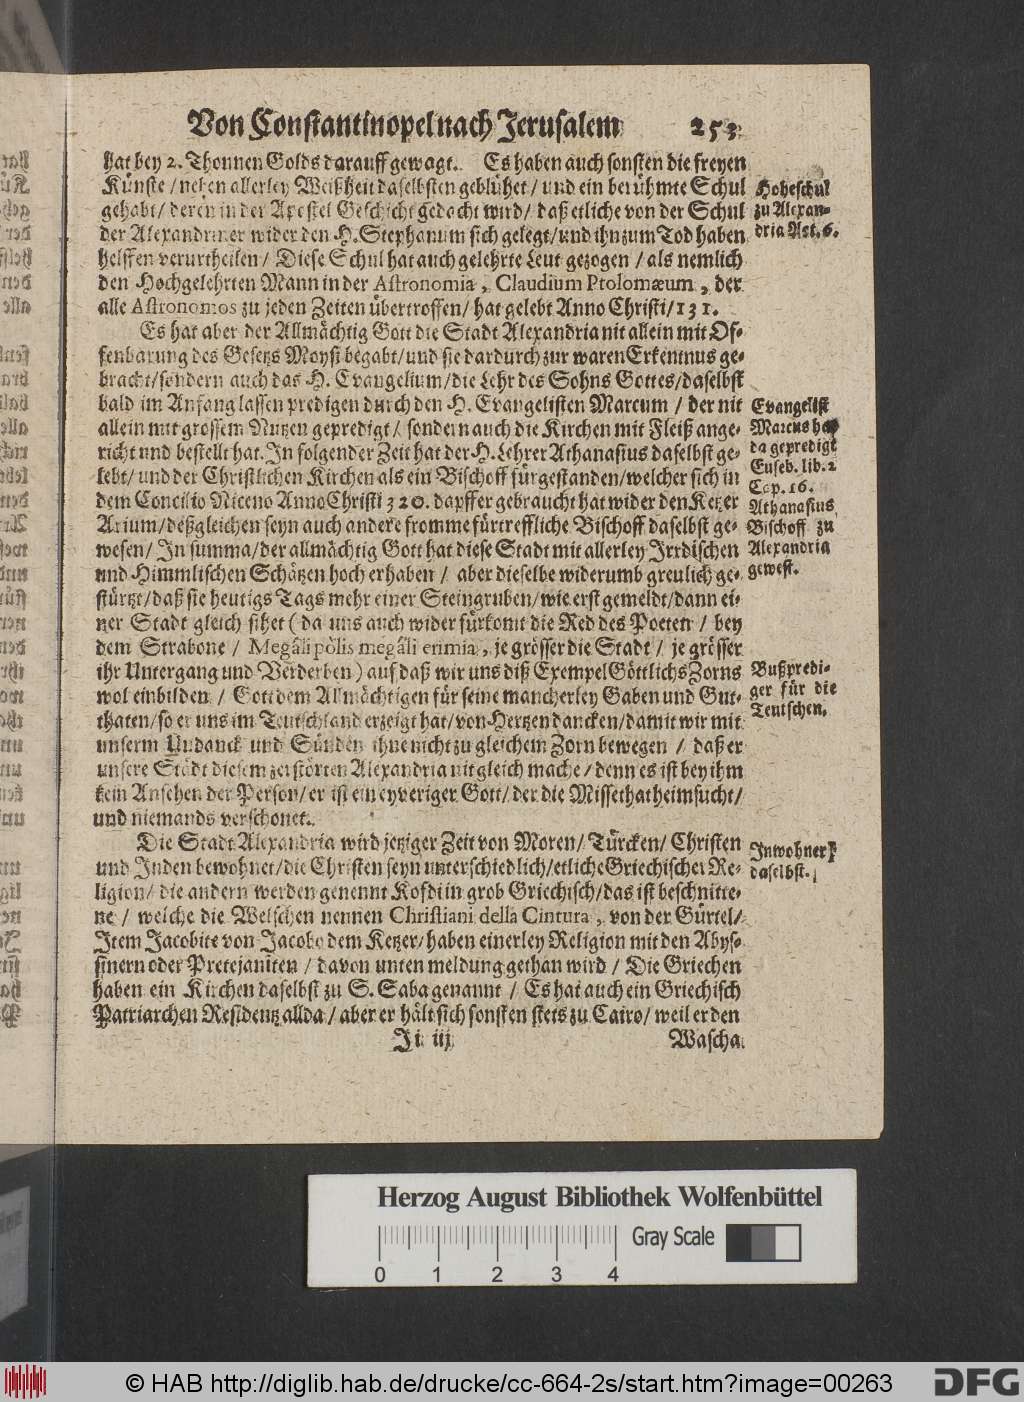 Von Constantinopel nach Jerusalem 253
hat bey 2. Thonnen Golds darauff gewagt. Es haben auch sonsten die freyen
Künste / neben allerley Weißheit daselbsten geblühet / und ein berühmte Schul
gehabt / deren in der Apostel Geschicht gedacht wird / daß etliche von der Schul
der Alexandriner wider den H. Stephanum sich gelegt / und ihn zum Tod haben
helffen verurtheilen / Diese Schul hat auch gelehrte Leut gezogen / als nemlich
den Hochgelehrten Mann in der Astronomia, Claudium Ptolomæum, der
alle Astronomos zu jeden Zeiten übertroffen / hat gelebt Anno Christi / 131.
Hoheschul
zu Alexan-
dria Act. 6.
Es hat aber der Allmächtig Gott die Stadt Alexandria nit allein mit Of-
fenbarung des Gesetzs Moysi begabt / und sie dardurch zur waren Erkentnus ge-
bracht / sondern auch das H. Evangelium / die Lehr des Sohns Gottes / daselbst
bald im Anfang lassen predigen durch den H. Evangelisten Marcum / der nit
allein mit grossem Nutzen gepredigt / sondern auch die Kirchen mit Fleiß ange-
richt und bestellt hat. In folgender Zeit hat der H. Lehrer Athanasius daselbst ge-
lebt / und der Christlichen Kirchen als ein Bischoff fürgestanden / welcher sich in
dem Concilio Niceno Anno Christi 320. dapffer gebraucht hat wider den Ketzer
Arium / deßgleichen seyn auch andere fromme fürtreffliche Bischoff daselbst ge-
wesen / In summa / der allmächtig Gott hat diese Stadt mit allerley Irrdischen
und Himmlischen Schätzen hoch erhaben / aber dieselbe widerumb greulich ge-
stürtzt / daß sie heutigs Tags mehr einer Steingruben / wie erst gemeldt / dann ei-
ner Stadt gleich sihet ( da uns auch wider fürkomt die Red des Poeten / bey
dem Strabone / Megáli pólis megáli erimia, je grösser die Stadt / je grösser
ihr Untergang und Verderben ) auf daß wir uns diß Exempel Göttlichs Zorns
wol einbilden / Gott dem Allmächtigen für seine mancherley Gaben und Gut-
thaten / so er uns im Teutschland erzeigt hat / von Hertzen dancken / damit wir mit
unserm Undanck und Sünden ihne nicht zu gleichem Zorn bewegen / daß er
unsere Städt diesem zerstörten Alexandria nit gleich mache / denn es ist bey ihm
kein Ansehen der Person / er ist ein eyveriger Gott / der die Missethat heimsucht /
und niemands verschonet.
Evangelist
Marcus hat
da gepredigt
Euseb. lib. 2
Cap. 16.
Athanasius
Bischoff zu
Alexandria
gewest.
Bußpredi-
ger für die
Teutschen.
Die Stadt Alexandria wird jetziger Zeit von Moren / Türcken / Christen
und Juden bewohnet / die Christen seyn unterschiedlich / etliche Griechischer Re-
ligion / die andern werden genennt Kofdi in grob Griechisch / das ist beschnitte-
ne / welche die Welschen nennen Christiani della Cintura, von der Gürtel /
Item Jacobite von Jacobo dem Ketzer / haben einerley Religion mit den Abys-
sinern oder Pretejaniten / davon unten meldung gethan wird / Die Griechen
haben ein Kirchen daselbst zu S. Saba genannt / Es hat auch ein Griechisch
Patriarchen Residentz allda / aber er hält sich sonsten stets zu Cairo / weil er den
Inwohner
daselbst.
Ii iij Wascha
Herzog August Bibliothek Wolfenbüttel
Gray Scale
0 1 2 3 4
© HAB http://diglib.hab.de/drucke/cc-664-2s/start.htm?image=00263
DFG